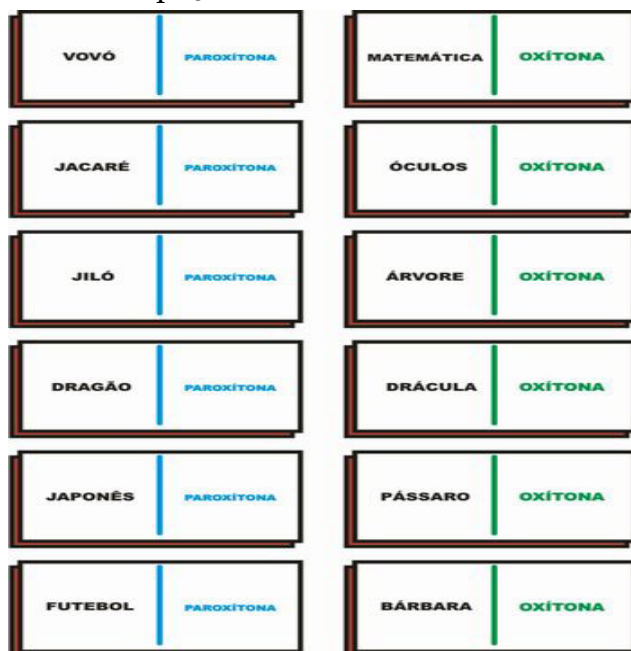 VOVÓ PAROXÍTONA MATEMÁTICA OXÍTONA
JACARÉ PAROXÍTONA ÓCULOS OXÍTONA
JILÓ PAROXÍTONA ÁRVORE OXÍTONA
DRAGÃO PAROXÍTONA DRÁCULA OXÍTONA
JAPONÊS PAROXÍTONA PÁSSARO OXÍTONA
FUTEBOL PAROXÍTONA BÁRBARA OXÍTONA